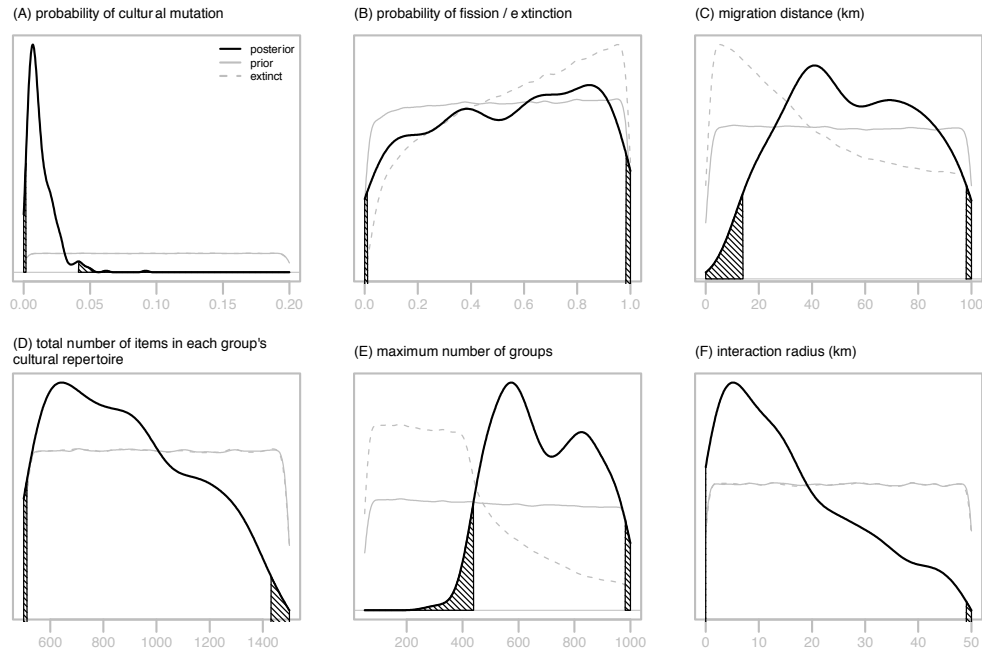 (A) probability of cultural mutation
(B) probability of fission / extinction
(C) migration distance (km)
posterior
prior
extinct
0.00 0.05 0.10 0.15 0.20
0.0 0.2 0.4 0.6 0.8 1.0
0 20 40 60 80 100
(D) total number of items in each group's
cultural repertoire
(E) maximum number of groups
(F) interaction radius (km)
600 800 1000 1200 1400
200 400 600 800 1000
0 10 20 30 40 50